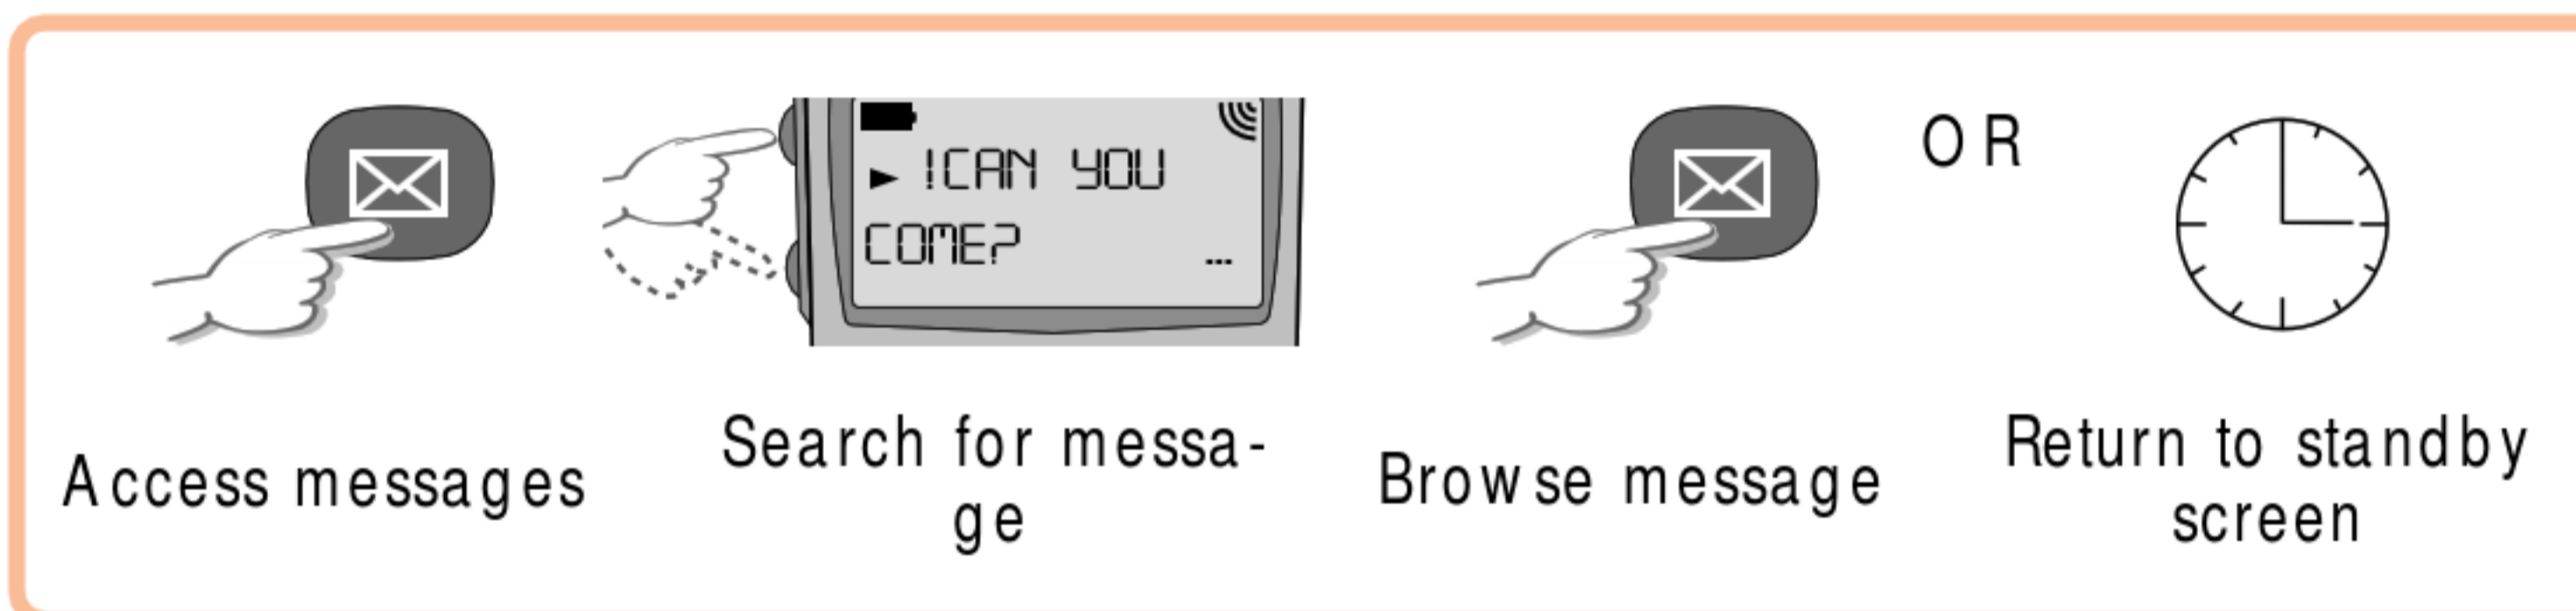 !CAN YOU
COME? ...
OR
Access messages
Search for messa-
ge
Browse message
Return to standby
screen